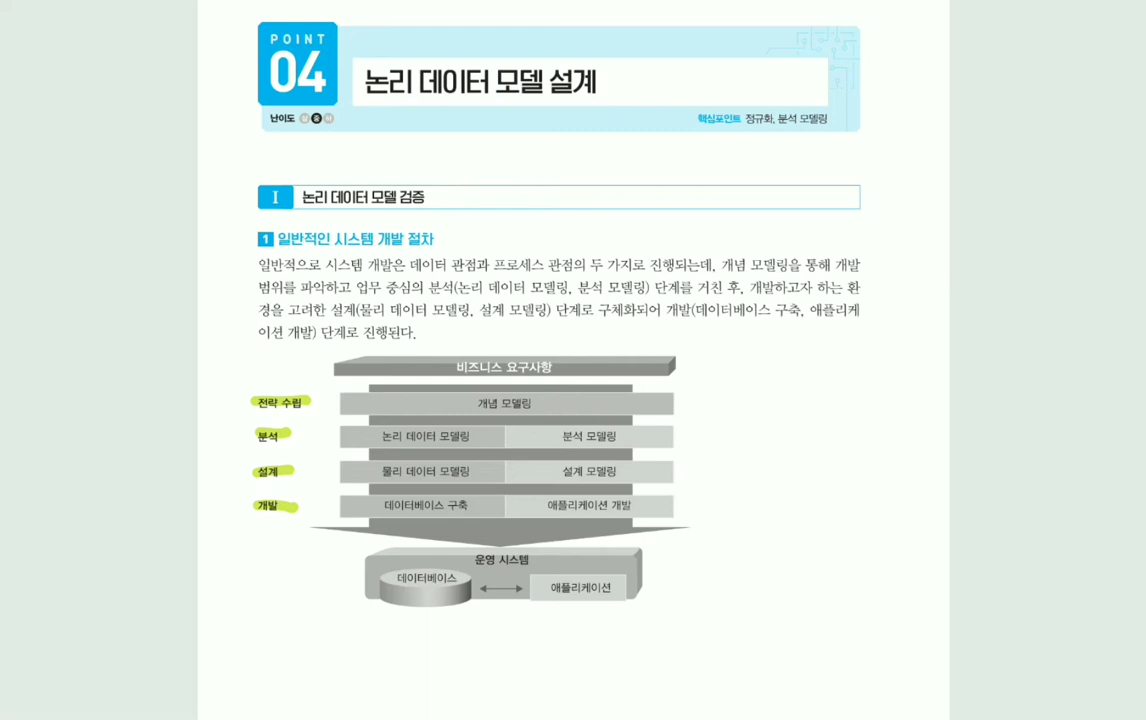 POINT
04
논리 데이터 모델 설계
난이도 상 중 하
핵심포인트 정규화, 분석 모델링
I 논리 데이터 모델 검증
1 일반적인 시스템 개발 절차
일반적으로 시스템 개발은 데이터 관점과 프로세스 관점의 두 가지로 진행되는데, 개념 모델링을 통해 개발
범위를 파악하고 업무 중심의 분석(논리 데이터 모델링, 분석 모델링) 단계를 거친 후, 개발하고자 하는 환
경을 고려한 설계(물리 데이터 모델링, 설계 모델링) 단계로 구체화되어 개발(데이터베이스 구축, 애플리케
이션 개발) 단계로 진행된다.
비즈니스 요구사항
전략 수립 개념 모델링
분석 논리 데이터 모델링 분석 모델링
설계 물리 데이터 모델링 설계 모델링
개발 데이터베이스 구축 애플리케이션 개발
운영 시스템
데이터베이스 애플리케이션